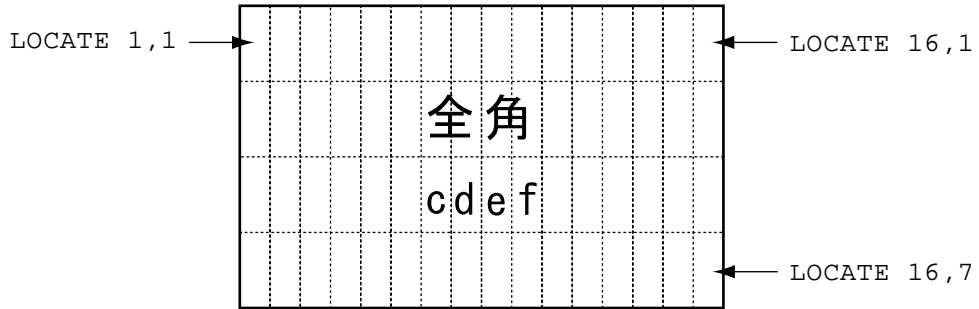 LOCATE 1,1
LOCATE 16,1
全角
cdef
LOCATE 16,7